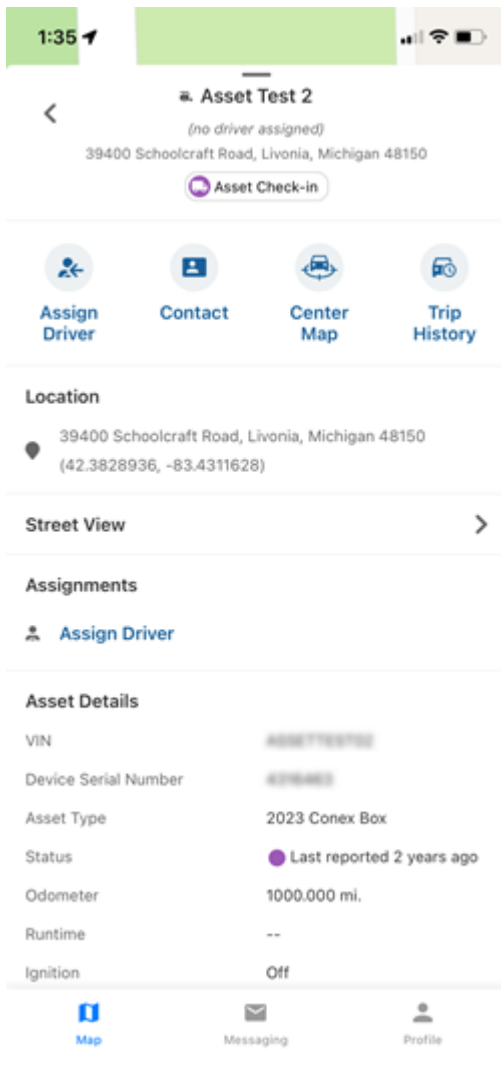 1:35
Asset Test 2
(no driver assigned)
39400 Schoolcraft Road, Livonia, Michigan 48150
Asset Check-in
Assign Driver
Contact
Center Map
Trip History
Location
39400 Schoolcraft Road, Livonia, Michigan 48150
(42.3828936, -83.4311628)
Street View
Assignments
Assign Driver
Asset Details
VIN
Device Serial Number
Asset Type 2023 Conex Box
Status Last reported 2 years ago
Odometer 1000.000 mi.
Runtime --
Ignition Off
Map
Messaging
Profile